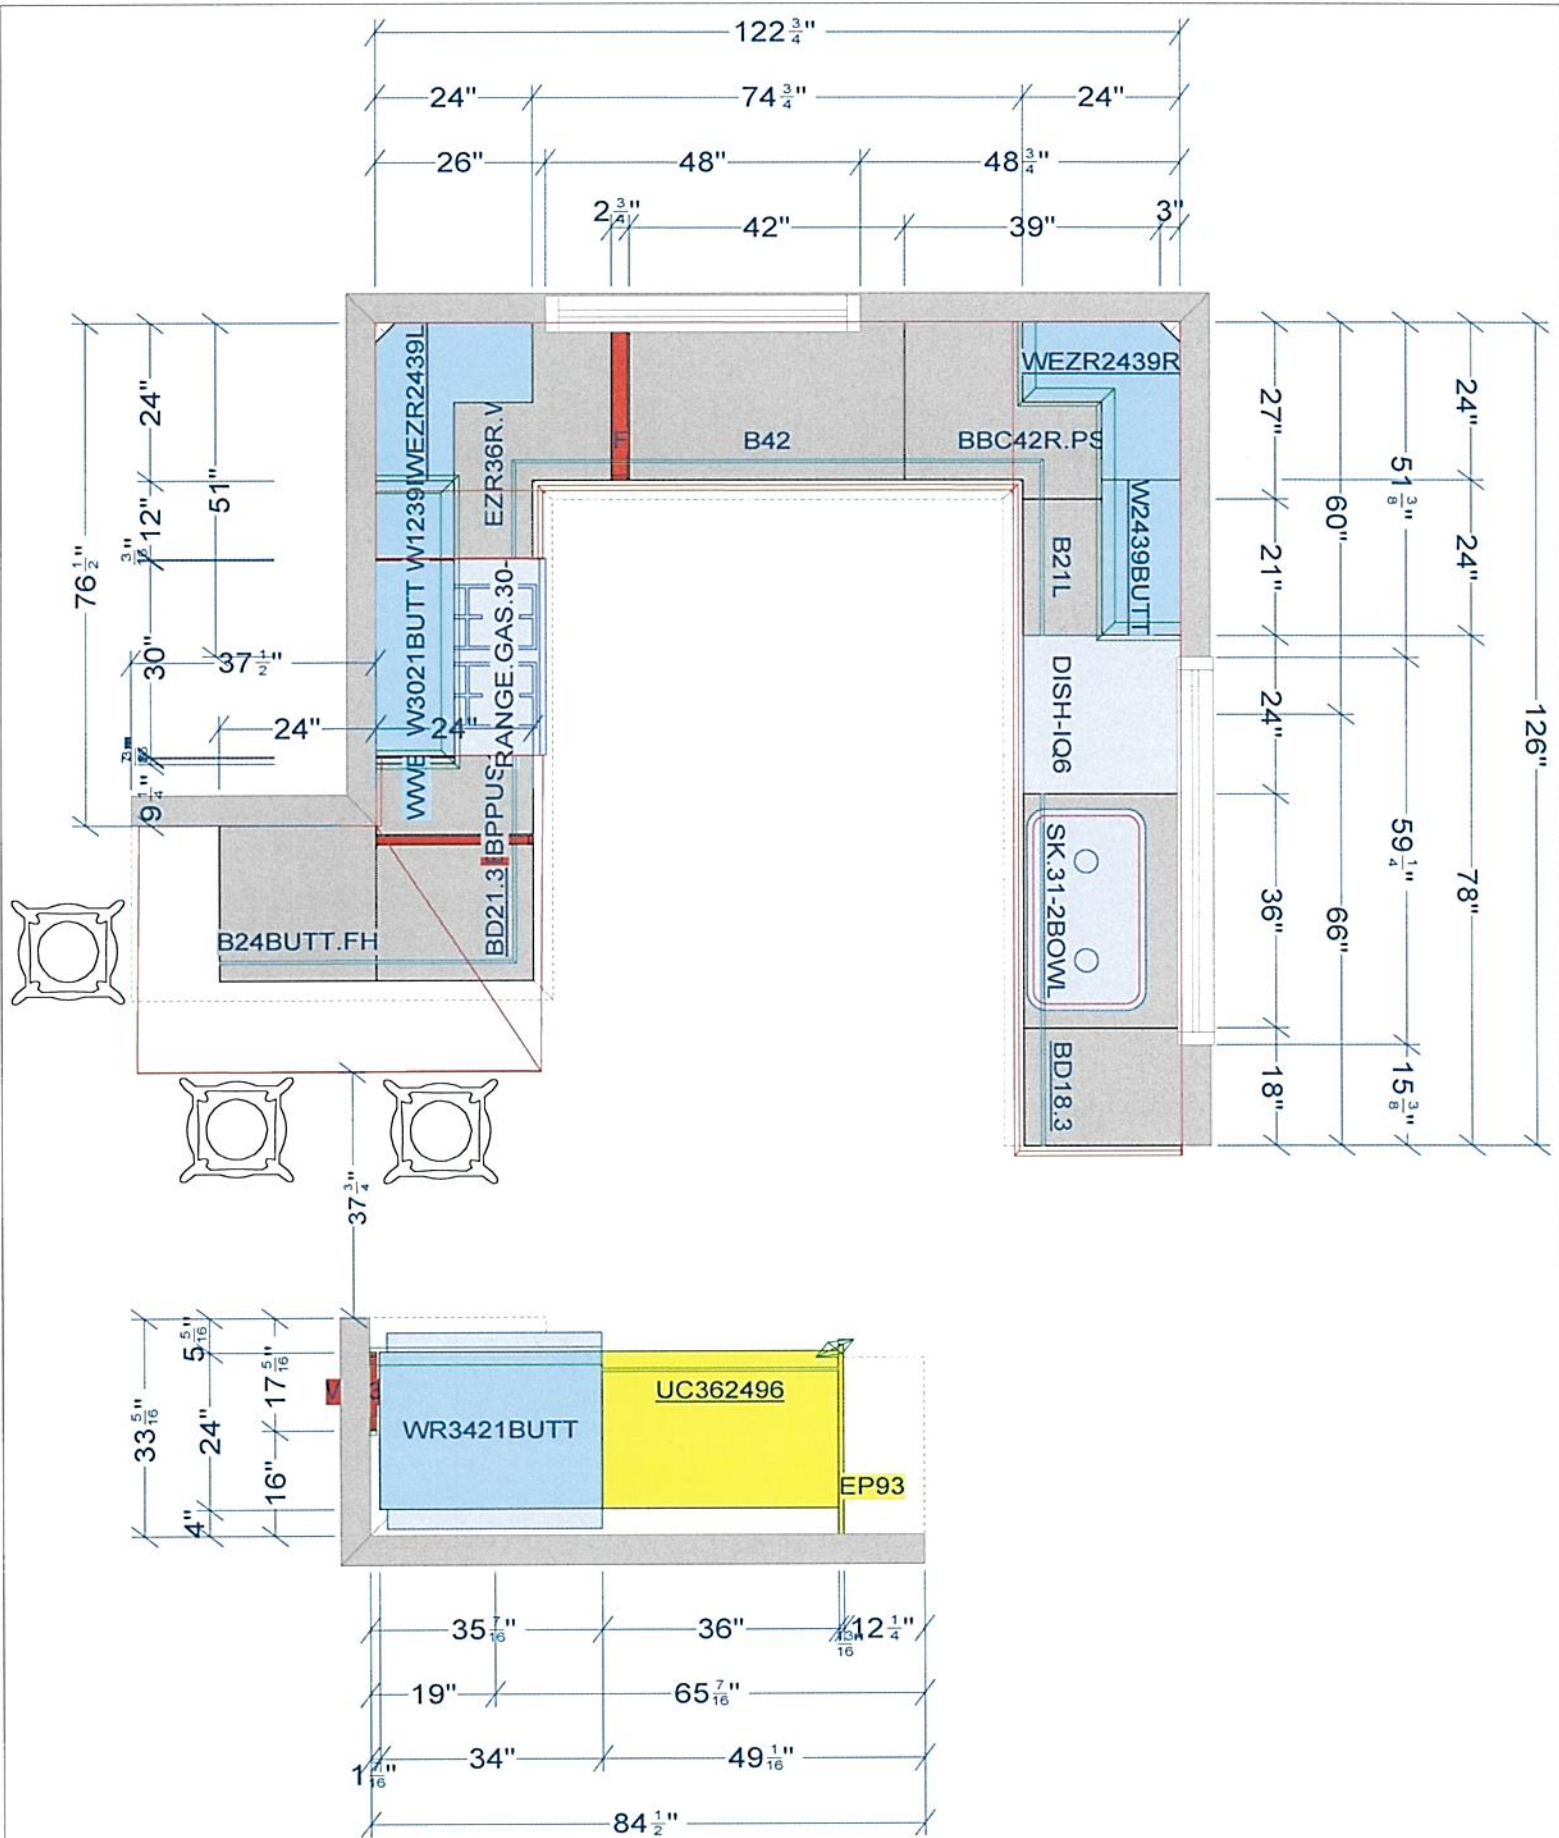 122 3/4"
24"
74 3/4"
24"
26"
48"
48 3/4"
2 3/4"
42"
39"
3"
24"
12"
3/16
30"
9 1/4"
51"
76 1/2"
37 1/2"
24"
24"
WEZR2439L
W1239
W3021BUTT
EZR36R.W
F
B42
BBC42R.PS
WEZR2439R
W2439BUTT
B21L
DISH-IQ6
SK.31-2BOWL
BD18.3
RANGE.GAS.30-
BPPUS
BD21.3
B24BUTT.FH
27"
21"
24"
36"
18"
60"
66"
51 3/8"
59 1/4"
15 3/8"
24"
24"
78"
126"
37 3/4"
33 5/16"
5 5/16"
24"
4"
17 5/16"
16"
WR3421BUTT
UC362496
EP93
35 7/16"
36"
13/16"
12 1/4"
19"
65 7/16"
34"
49 1/16"
84 1/2"